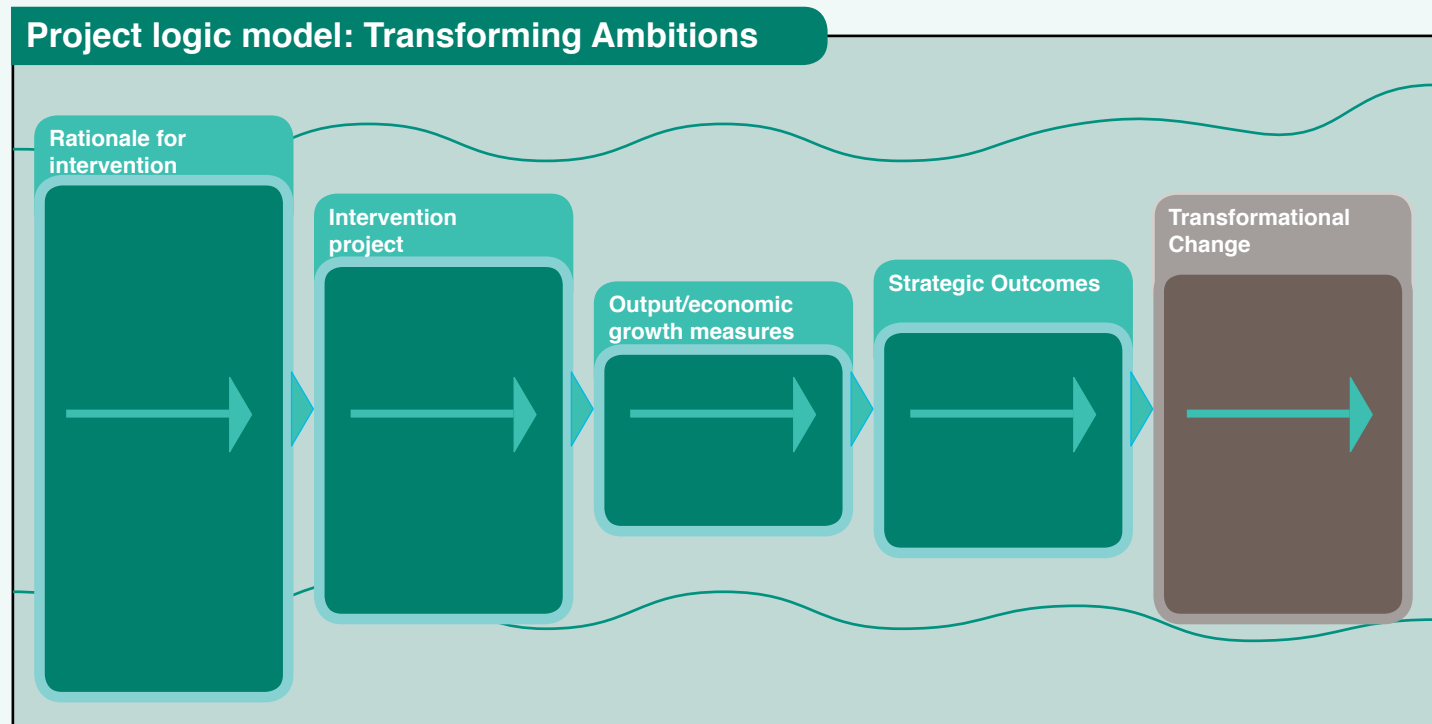 Project logic model: Transforming Ambitions
Rationale for
intervention
Intervention
project
Output/economic
growth measures
Strategic Outcomes
Transformational
Change